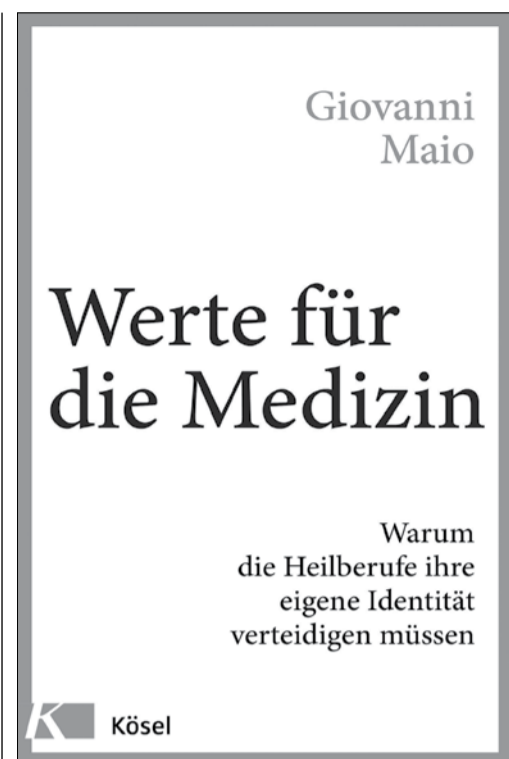 Giovanni
Maio
Werte für
die Medizin
Warum
die Heilberufe ihre
eigene Identität
verteidigen müssen
K Kösel